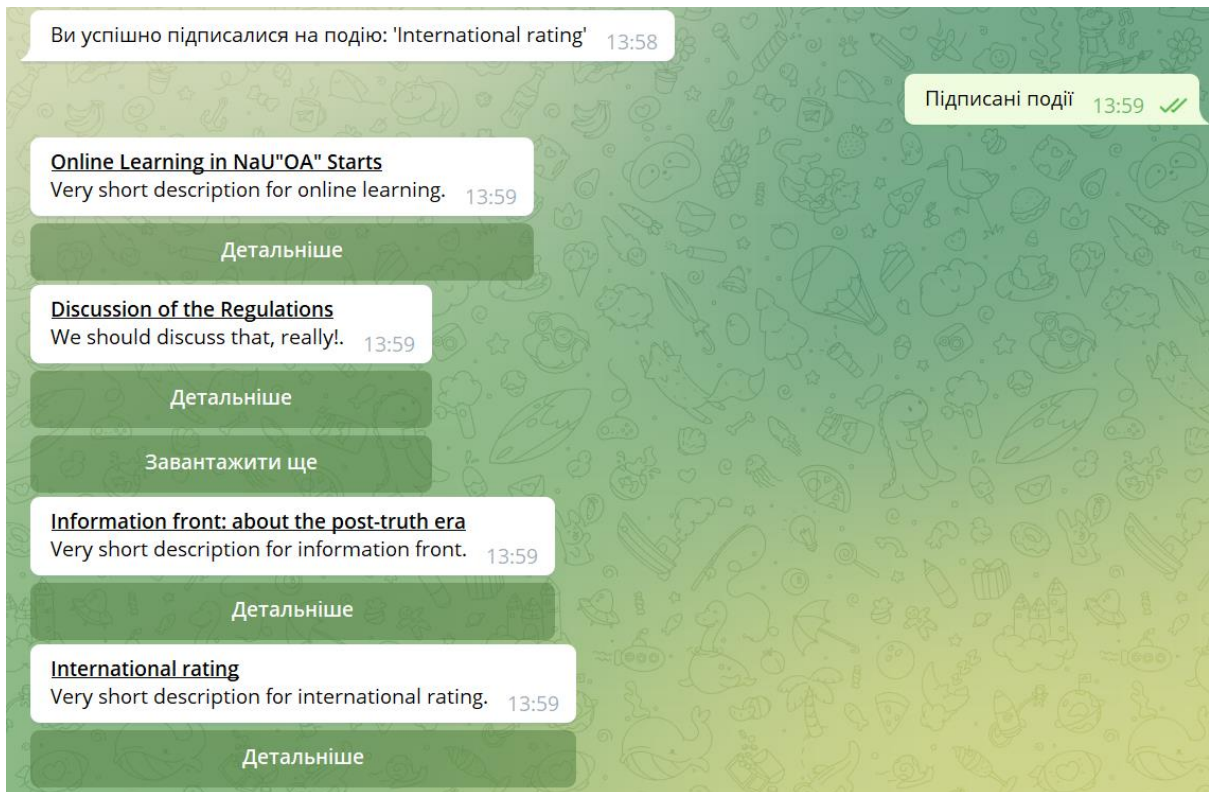 Ви успішно підписалися на подію: 'International rating' 13:58
Підписані події 13:59
Online Learning in NaU"OA" Starts
Very short description for online learning. 13:59
Детальніше
Discussion of the Regulations
We should discuss that, really!. 13:59
Детальніше
Завантажити ще
Information front: about the post-truth era
Very short description for information front. 13:59
Детальніше
International rating
Very short description for international rating. 13:59
Детальніше